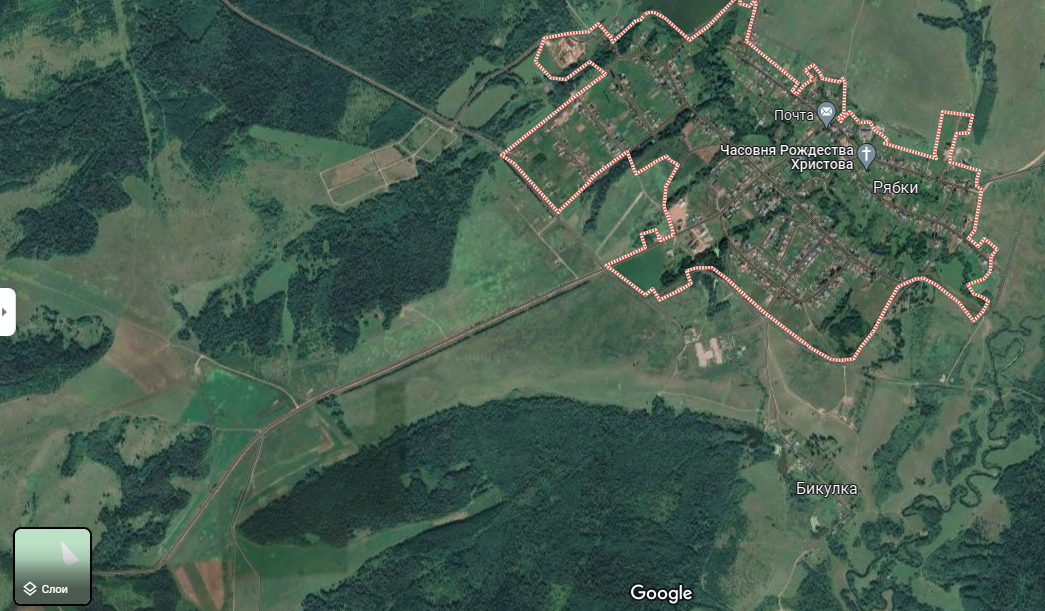 Почта
Часовня Рождества
Христова
Рябки
Бикулка
Слои
Google